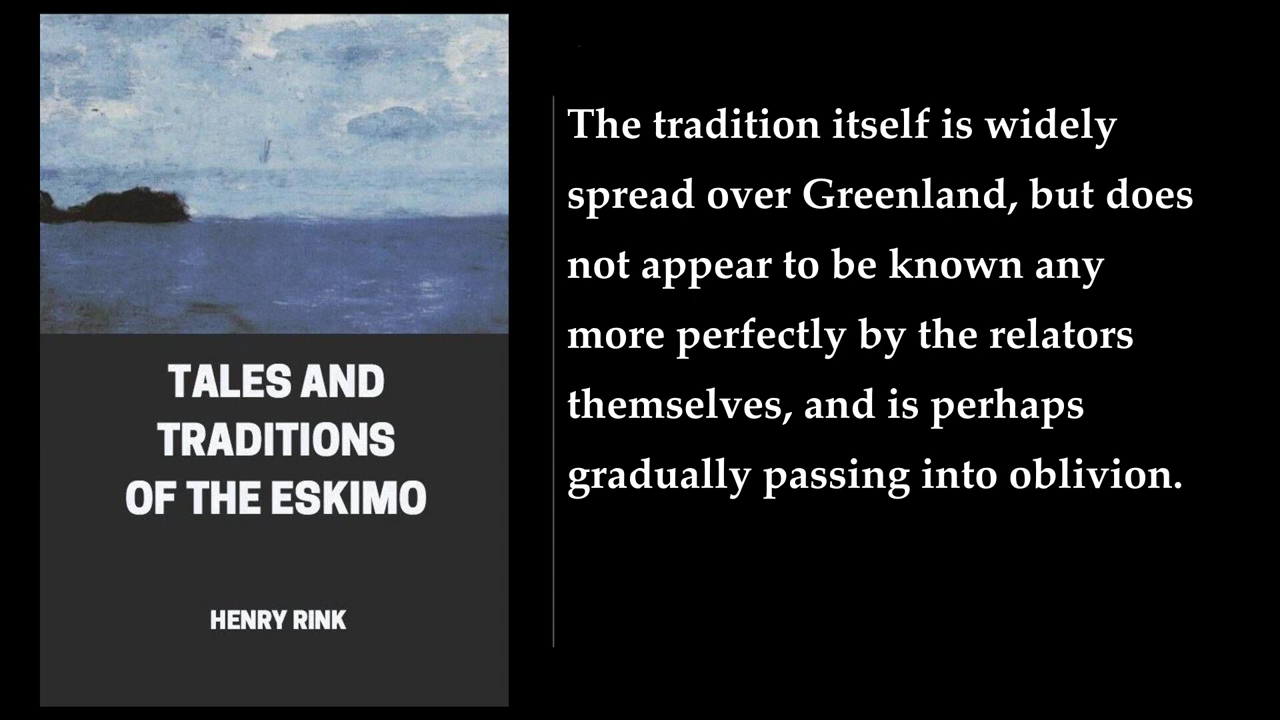 TALES AND
TRADITIONS
OF THE ESKIMO
HENRY RINK
The tradition itself is widely
spread over Greenland, but does
not appear to be known any
more perfectly by the relators
themselves, and is perhaps
gradually passing into oblivion.